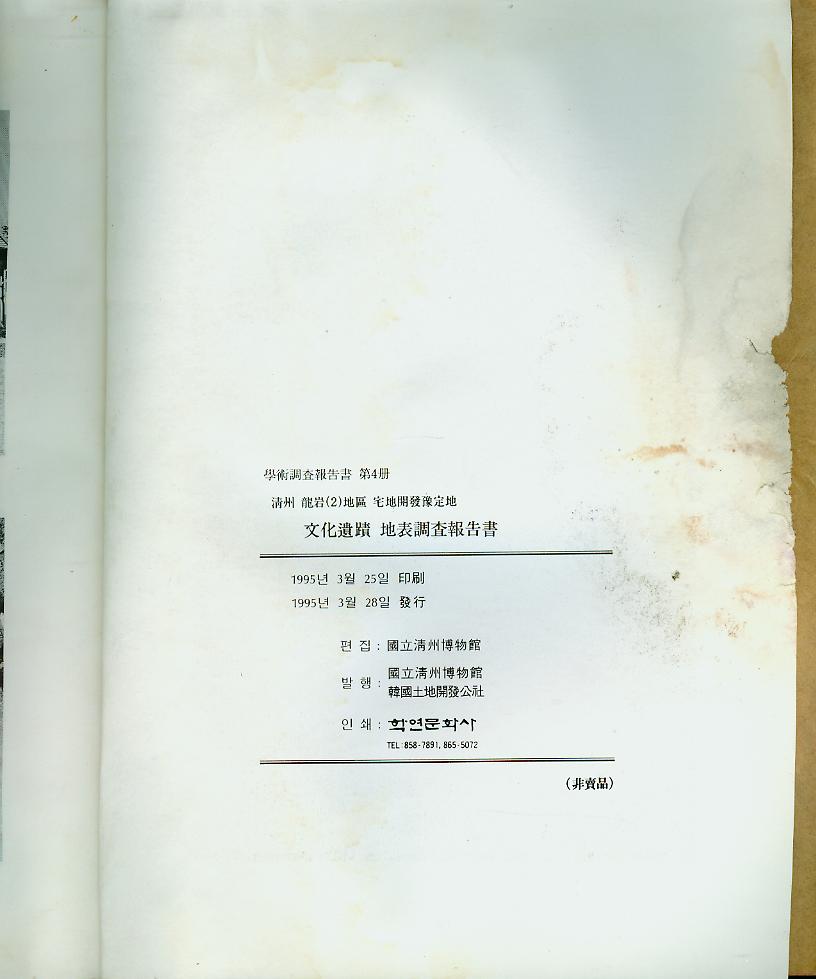 學術調査報告書 第4册
淸州 龍岩(2)地區 宅地開發豫定地
文化遺蹟 地表調査報告書
1995년 3월 25일 印刷
1995년 3월 28일 發行
편 집 : 國立淸州博物館
발 행 : 國立淸州博物館
韓國土地開發公社
인 쇄 : 학연문화사
TEL : 858-7891, 865-5072
(非賣品)